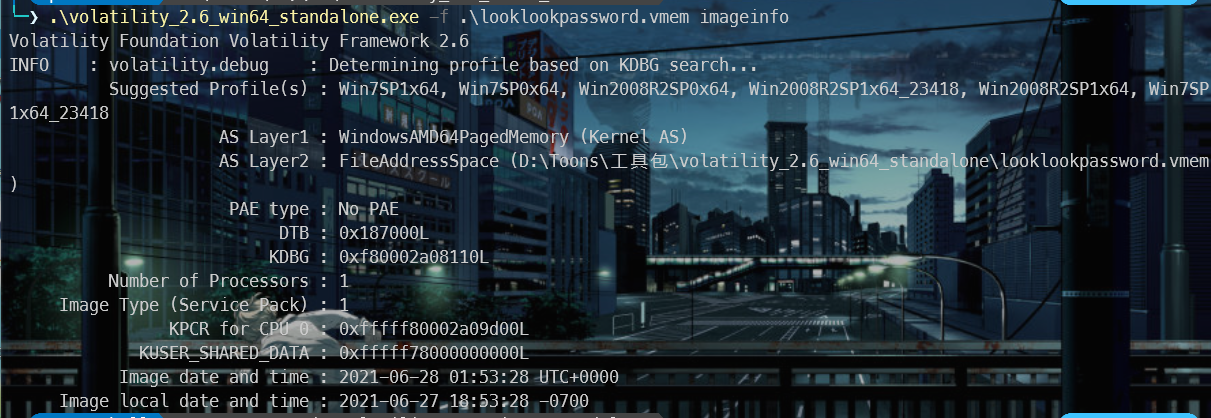 ❯ .\volatility_2.6_win64_standalone.exe -f .\looklookpassword.vmem imageinfo
Volatility Foundation Volatility Framework 2.6
INFO    : volatility.debug    : Determining profile based on KDBG search...
          Suggested Profile(s) : Win7SP1x64, Win7SP0x64, Win2008R2SP0x64, Win2008R2SP1x64_23418, Win2008R2SP1x64, Win7SP
1x64_23418
                     AS Layer1 : WindowsAMD64PagedMemory (Kernel AS)
                     AS Layer2 : FileAddressSpace (D:\Toons\工具包\volatility_2.6_win64_standalone\looklookpassword.vmem
)
                      PAE type : No PAE
                           DTB : 0x187000L
                          KDBG : 0xf80002a08110L
          Number of Processors : 1
     Image Type (Service Pack) : 1
                KPCR for CPU 0 : 0xfffff80002a09d00L
             KUSER_SHARED_DATA : 0xfffff78000000000L
           Image date and time : 2021-06-28 01:53:28 UTC+0000
     Image local date and time : 2021-06-27 18:53:28 -0700